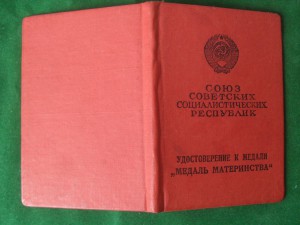 СОЮЗ
СОВЕТСКИХ
СОЦИАЛИСТИЧЕСКИХ
РЕСПУБЛИК
УДОСТОВЕРЕНИЕ К МЕДАЛИ
„МЕДАЛЬ МАТЕРИНСТВА“